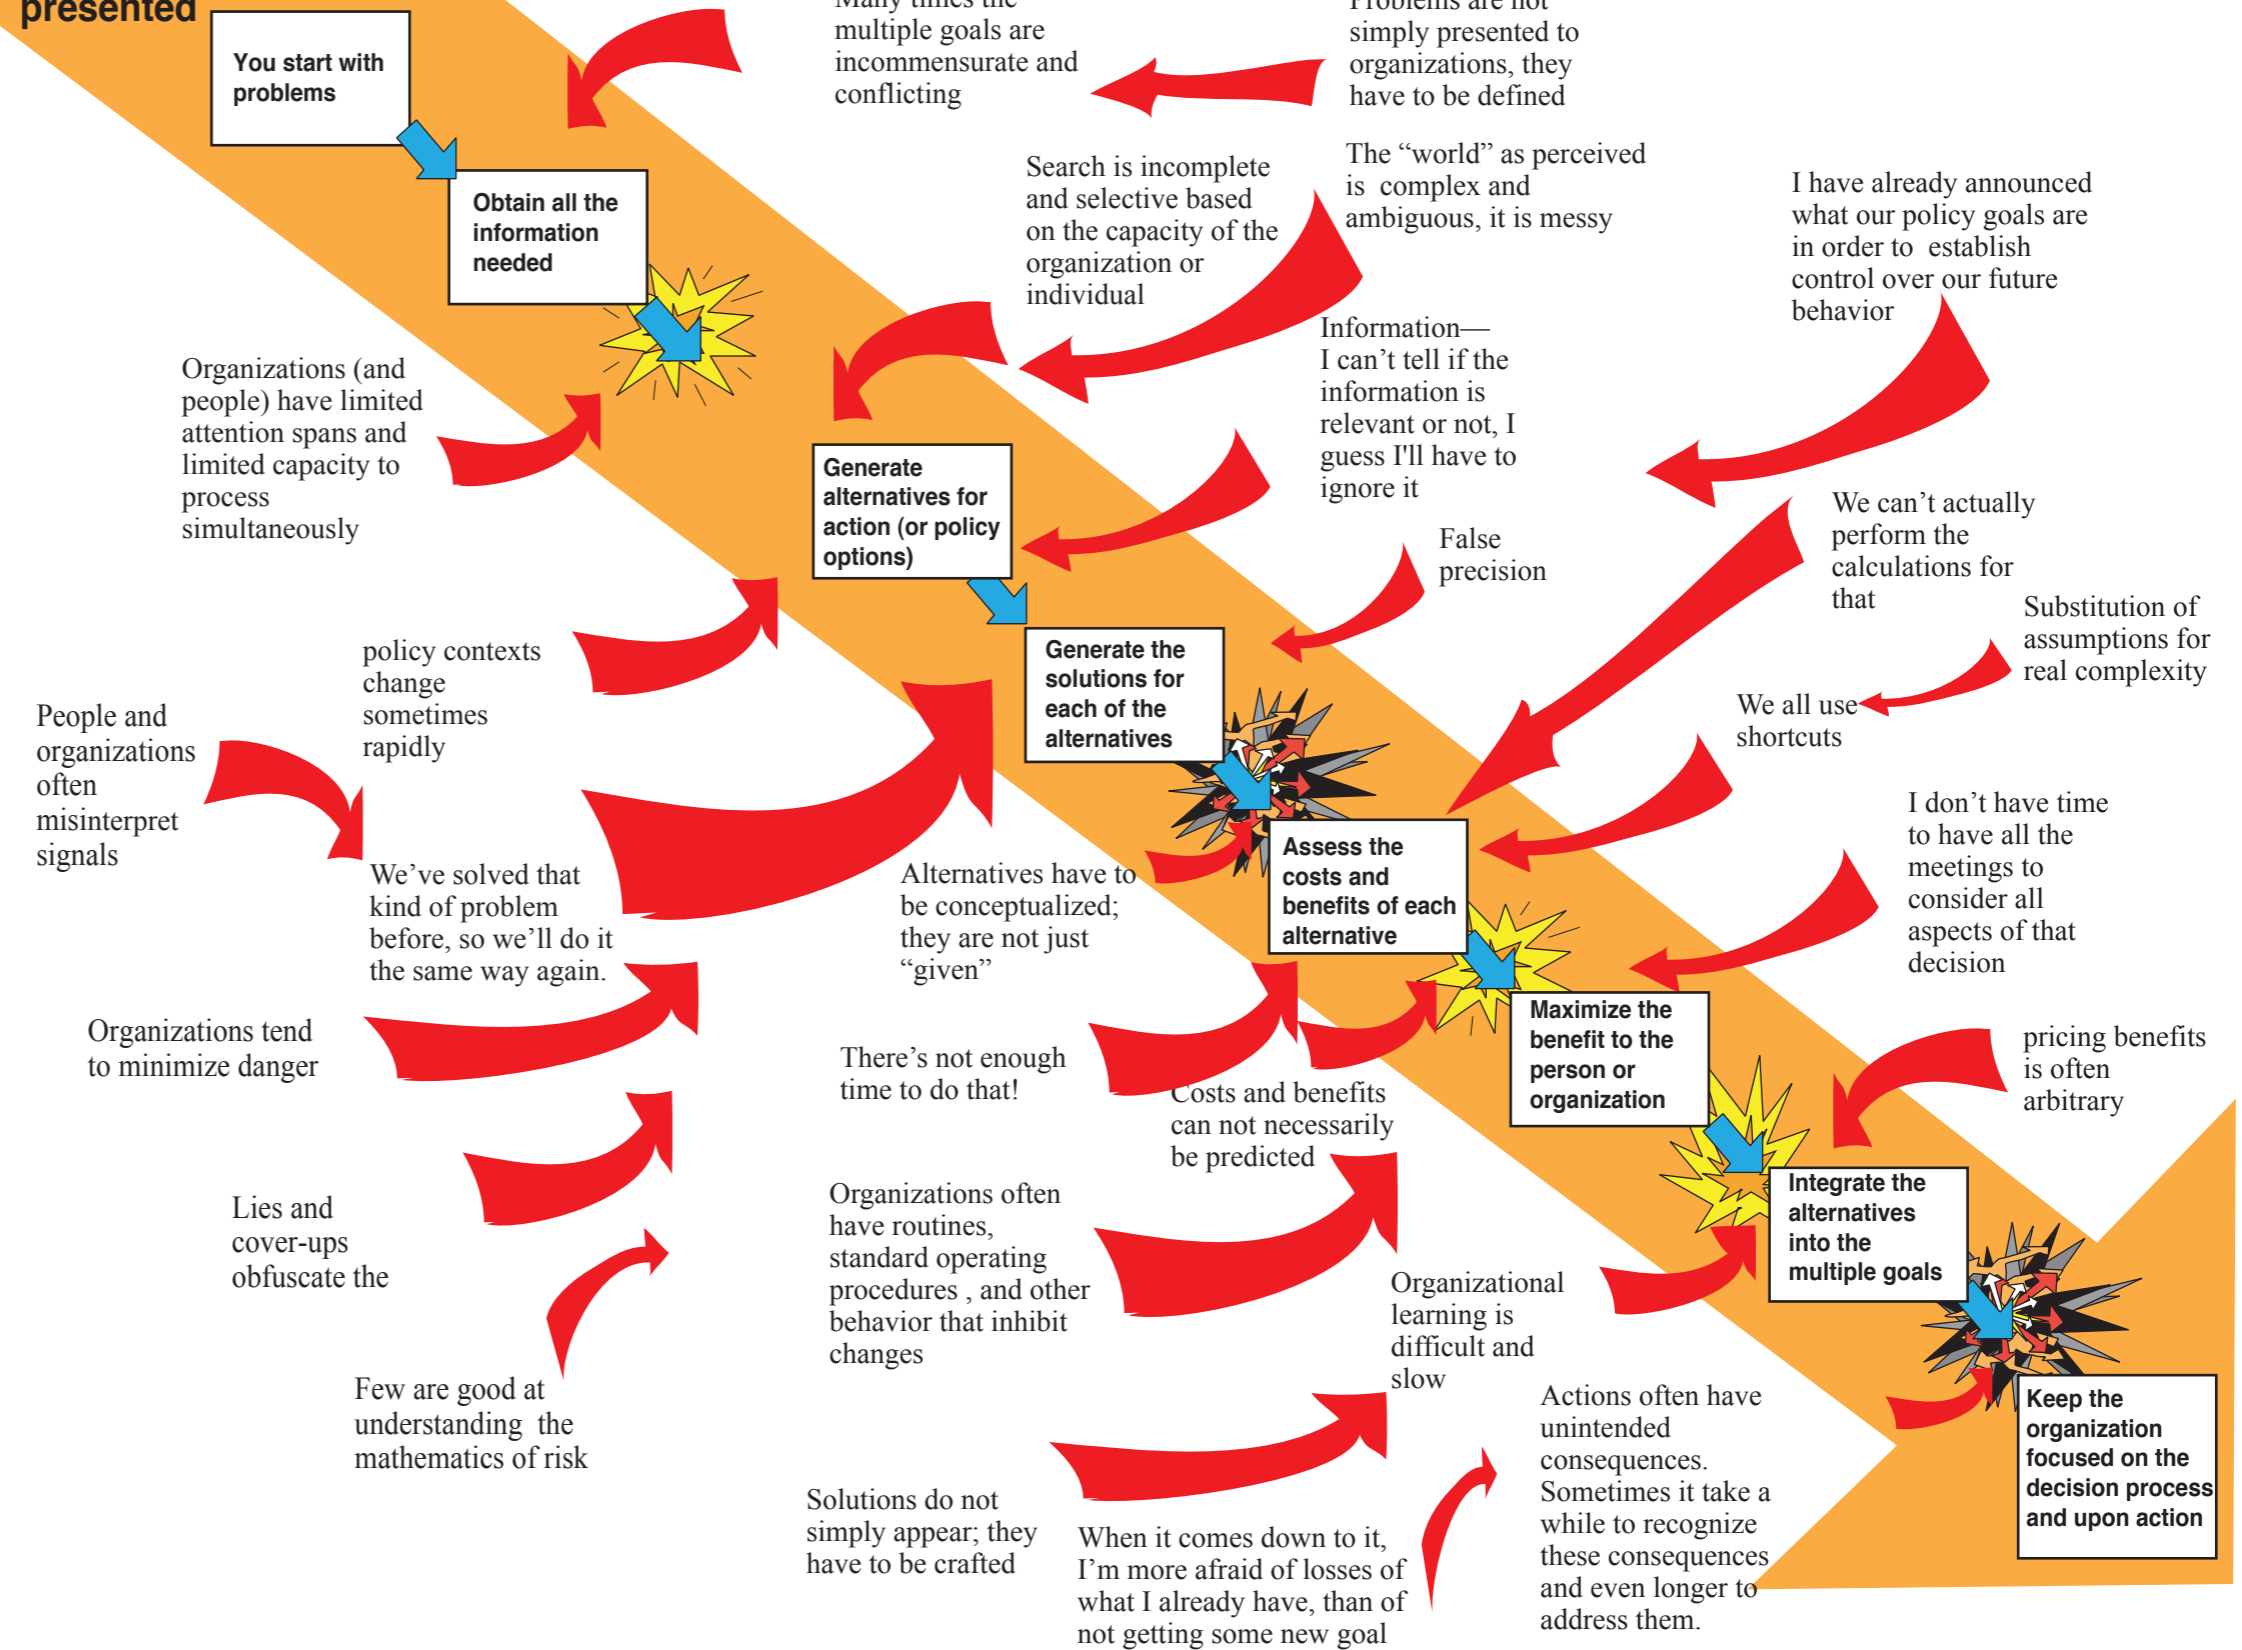 presented
You start with
problems
Many times the
multiple goals are
incommensurate and
conflicting
Problems are not
simply presented to
organizations, they
have to be defined
Obtain all the
information
needed
Search is incomplete
and selective based
on the capacity of the
organization or
individual
The “world” as perceived
is complex and
ambiguous, it is messy
I have already announced
what our policy goals are
in order to establish
control over our future
behavior
Organizations (and
people) have limited
attention spans and
limited capacity to
process
simultaneously
Information—
I can’t tell if the
information is
relevant or not, I
guess I'll have to
ignore it
Generate
alternatives for
action (or policy
options)
False
precision
We can’t actually
perform the
calculations for
that
Substitution of
assumptions for
real complexity
policy contexts
change
sometimes
rapidly
Generate the
solutions for
each of the
alternatives
We all use
shortcuts
People and
organizations
often
misinterpret
signals
We’ve solved that
kind of problem
before, so we’ll do it
the same way again.
Alternatives have to
be conceptualized;
they are not just
“given”
Assess the
costs and
benefits of each
alternative
I don’t have time
to have all the
meetings to
consider all
aspects of that
decision
Organizations tend
to minimize danger
There’s not enough
time to do that!
Maximize the
benefit to the
person or
organization
pricing benefits
is often
arbitrary
Costs and benefits
can not necessarily
be predicted
Lies and
cover-ups
obfuscate the
Organizations often
have routines,
standard operating
procedures , and other
behavior that inhibit
changes
Integrate the
alternatives
into the
multiple goals
Organizational
learning is
difficult and
slow
Few are good at
understanding the
mathematics of risk
Actions often have
unintended
consequences.
Sometimes it take a
while to recognize
these consequences
and even longer to
address them.
Keep the
organization
focused on the
decision process
and upon action
Solutions do not
simply appear; they
have to be crafted
When it comes down to it,
I’m more afraid of losses of
what I already have, than of
not getting some new goal